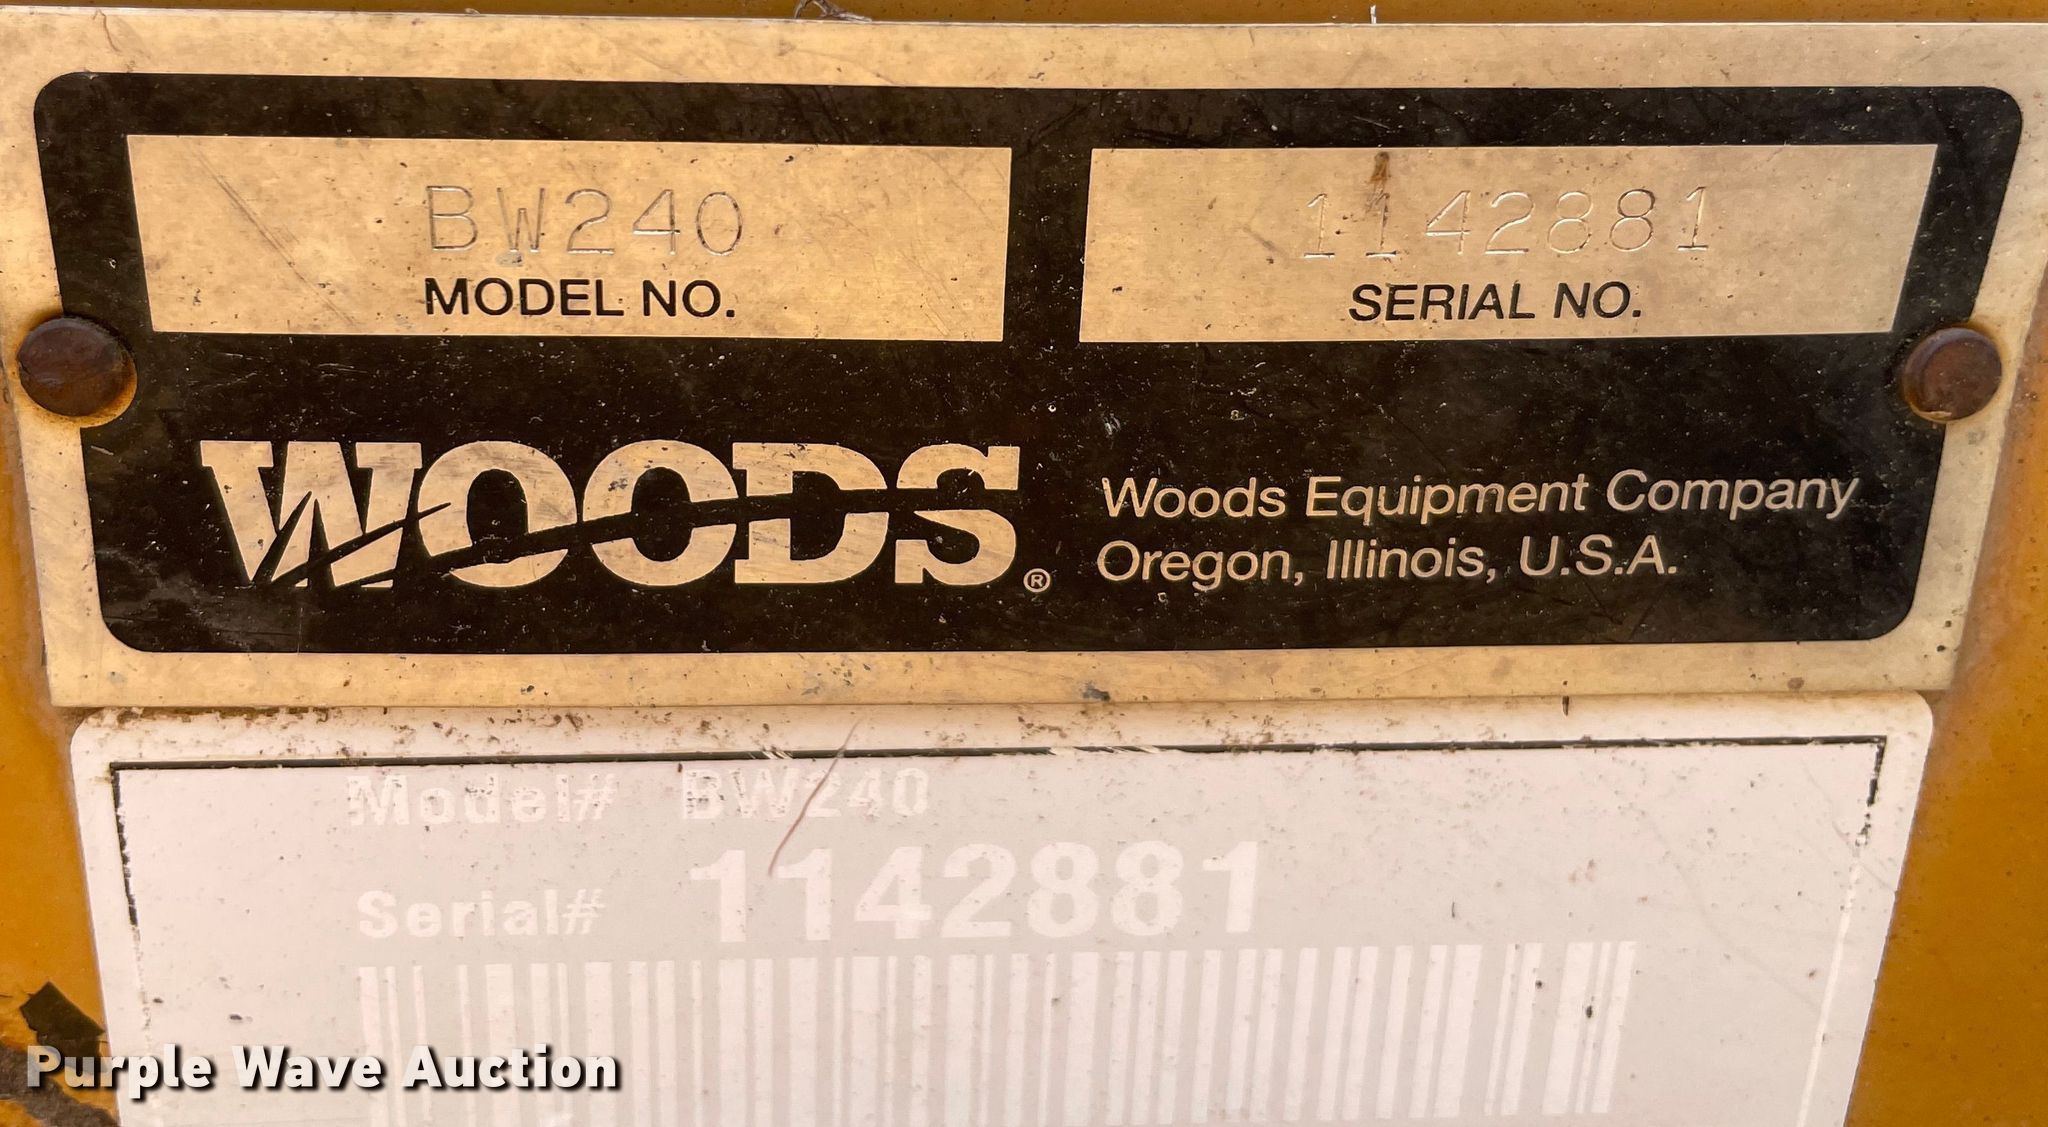 BW240 1142881
MODEL NO. SERIAL NO.
WOODS®
Woods Equipment Company
Oregon, Illinois, U.S.A.
Model# BW240
Serial# 1142881
Purple Wave Auction